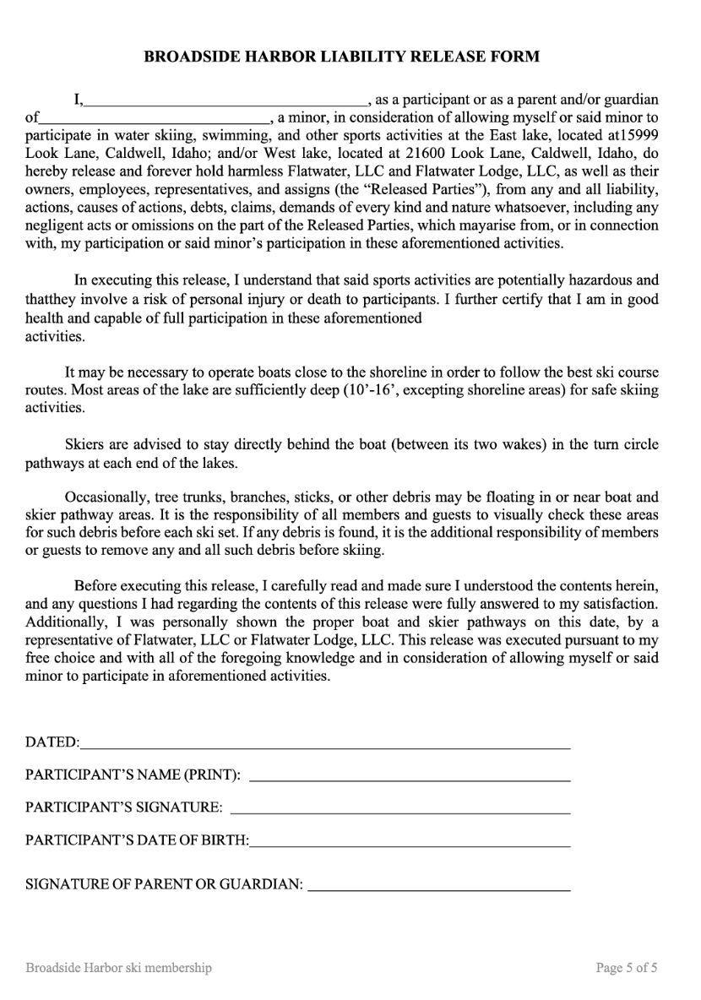 BROADSIDE HARBOR LIABILITY RELEASE FORM
I,____________________________________, as a participant or as a parent and/or guardian
of_____________________________, a minor, in consideration of allowing myself or said minor to
participate in water skiing, swimming, and other sports activities at the East lake, located at15999
Look Lane, Caldwell, Idaho; and/or West lake, located at 21600 Look Lane, Caldwell, Idaho, do
hereby release and forever hold harmless Flatwater, LLC and Flatwater Lodge, LLC, as well as their
owners, employees, representatives, and assigns (the “Released Parties”), from any and all liability,
actions, causes of actions, debts, claims, demands of every kind and nature whatsoever, including any
negligent acts or omissions on the part of the Released Parties, which mayarise from, or in connection
with, my participation or said minor’s participation in these aforementioned activities.
In executing this release, I understand that said sports activities are potentially hazardous and
thatthey involve a risk of personal injury or death to participants. I further certify that I am in good
health and capable of full participation in these aforementioned
activities.
It may be necessary to operate boats close to the shoreline in order to follow the best ski course
routes. Most areas of the lake are sufficiently deep (10’-16’, excepting shoreline areas) for safe skiing
activities.
Skiers are advised to stay directly behind the boat (between its two wakes) in the turn circle
pathways at each end of the lakes.
Occasionally, tree trunks, branches, sticks, or other debris may be floating in or near boat and
skier pathway areas. It is the responsibility of all members and guests to visually check these areas
for such debris before each ski set. If any debris is found, it is the additional responsibility of members
or guests to remove any and all such debris before skiing.
Before executing this release, I carefully read and made sure I understood the contents herein,
and any questions I had regarding the contents of this release were fully answered to my satisfaction.
Additionally, I was personally shown the proper boat and skier pathways on this date, by a
representative of Flatwater, LLC or Flatwater Lodge, LLC. This release was executed pursuant to my
free choice and with all of the foregoing knowledge and in consideration of allowing myself or said
minor to participate in aforementioned activities.
DATED:______________________________________________________________
PARTICIPANT’S NAME (PRINT): ________________________________________
PARTICIPANT’S SIGNATURE: ___________________________________________
PARTICIPANT’S DATE OF BIRTH:________________________________________
SIGNATURE OF PARENT OR GUARDIAN: _________________________________
Broadside Harbor ski membership
Page 5 of 5